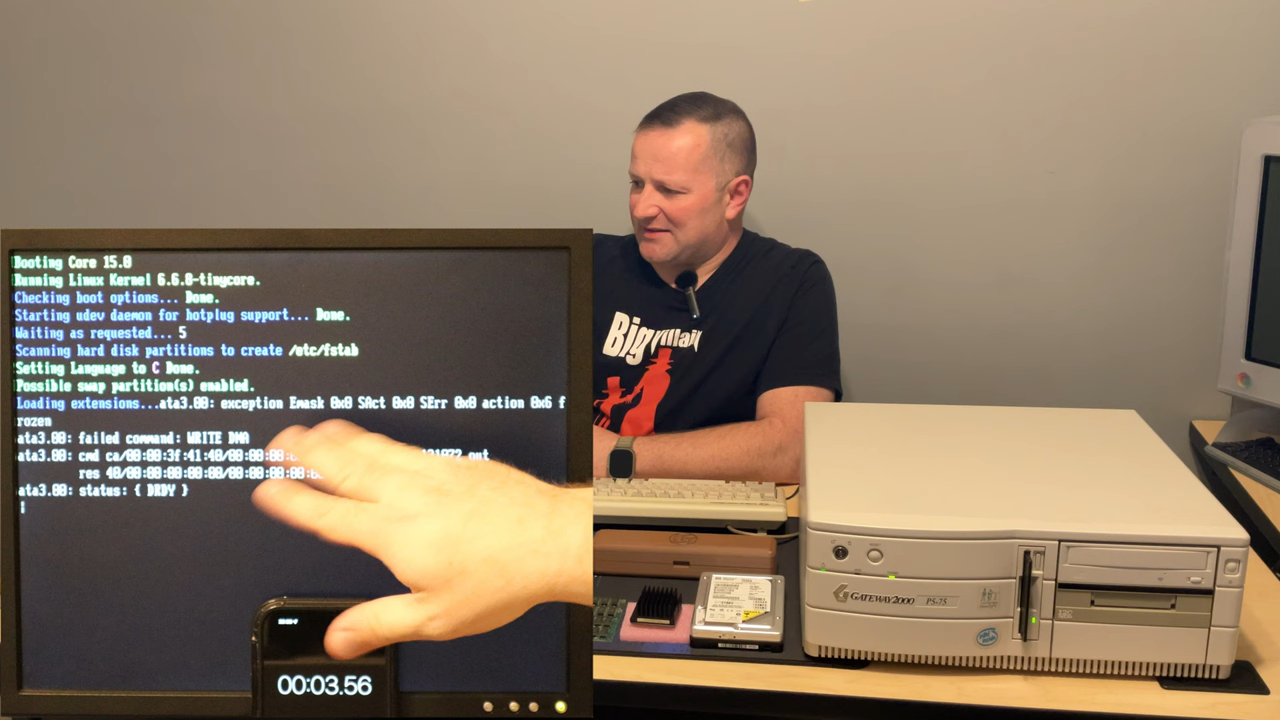 Booting Core 15.0
Running Linux Kernel 6.6.8-tinycore.
Checking boot options... Done.
Starting udev daemon for hotplug support... Done.
Waiting as requested... 5
Scanning hard disk partitions to create /etc/fstab
Setting Language to C Done.
Possible swap partition(s) enabled.
Loading extensions...ata3.00: exception Emask 0x0 SAct 0x0 SErr 0x0 action 0x6 f
rozen
ata3.00: failed command: WRITE DMA
ata3.00: cmd ca/00:00:3f:41:40/00:00:00:0 out
res 40/00:00:00:00:00/00:00:00:0
ata3.00: status: { DRDY }
00:03.56
Big
GATEWAY2000 P5-75